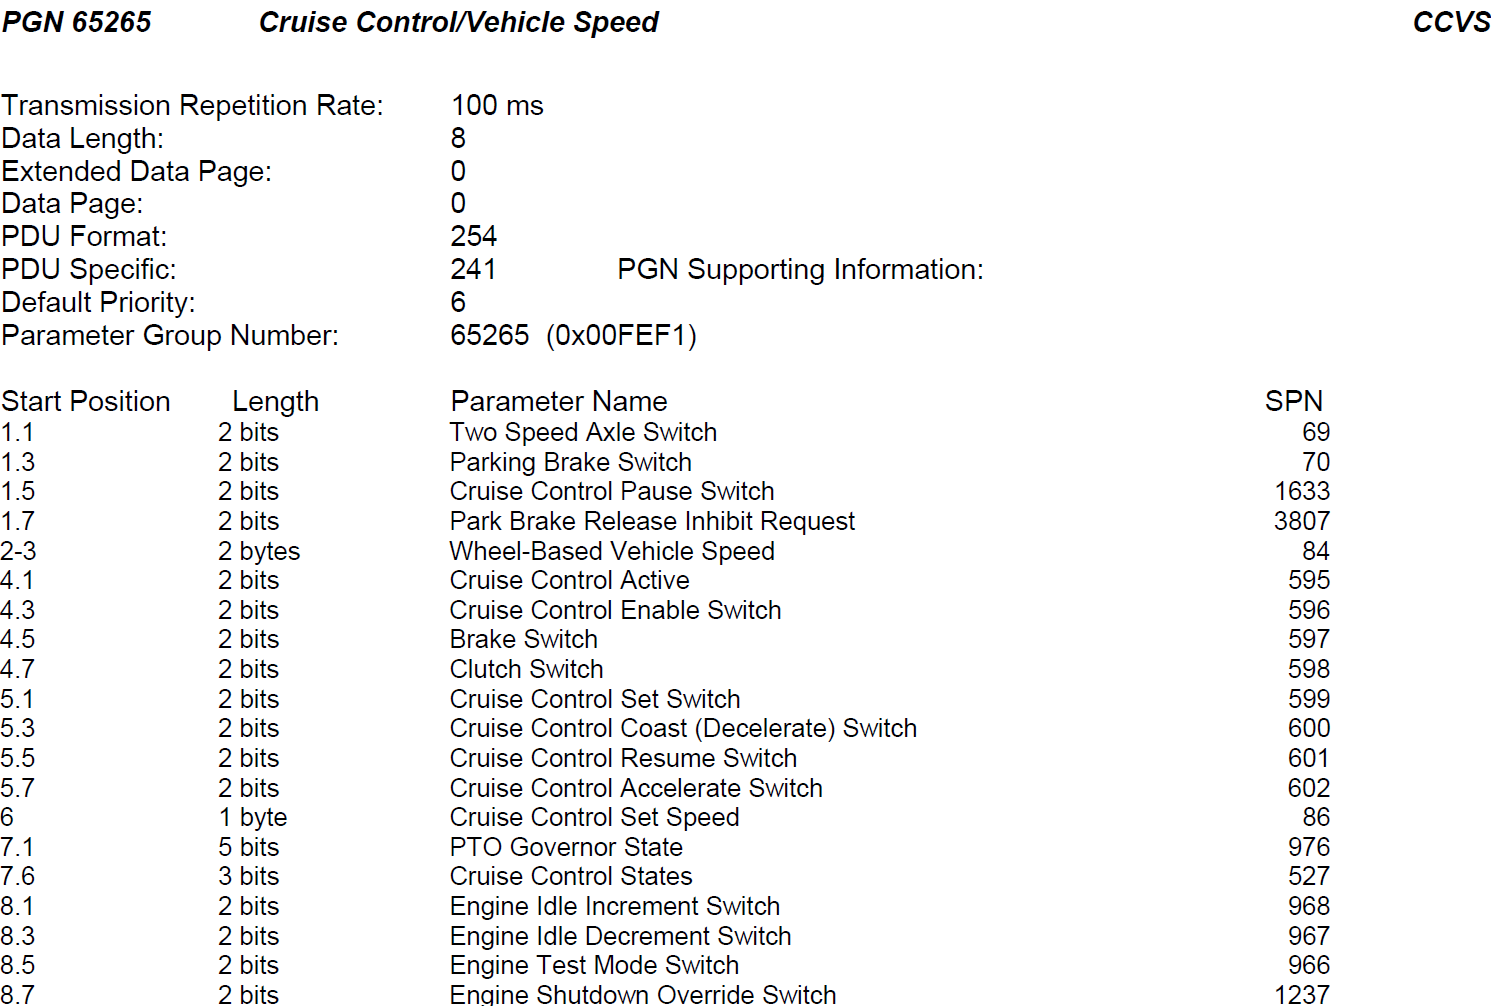 PGN 65265 Cruise Control/Vehicle Speed CCVS
Transmission Repetition Rate: 100 ms
Data Length: 8
Extended Data Page: 0
Data Page: 0
PDU Format: 254
PDU Specific: 241 PGN Supporting Information:
Default Priority: 6
Parameter Group Number: 65265 (0x00FEF1)
Start Position Length Parameter Name SPN
1.1 2 bits Two Speed Axle Switch 69
1.3 2 bits Parking Brake Switch 70
1.5 2 bits Cruise Control Pause Switch 1633
1.7 2 bits Park Brake Release Inhibit Request 3807
2-3 2 bytes Wheel-Based Vehicle Speed 84
4.1 2 bits Cruise Control Active 595
4.3 2 bits Cruise Control Enable Switch 596
4.5 2 bits Brake Switch 597
4.7 2 bits Clutch Switch 598
5.1 2 bits Cruise Control Set Switch 599
5.3 2 bits Cruise Control Coast (Decelerate) Switch 600
5.5 2 bits Cruise Control Resume Switch 601
5.7 2 bits Cruise Control Accelerate Switch 602
6 1 byte Cruise Control Set Speed 86
7.1 5 bits PTO Governor State 976
7.6 3 bits Cruise Control States 527
8.1 2 bits Engine Idle Increment Switch 968
8.3 2 bits Engine Idle Decrement Switch 967
8.5 2 bits Engine Test Mode Switch 966
8.7 2 bits Engine Shutdown Override Switch 1237